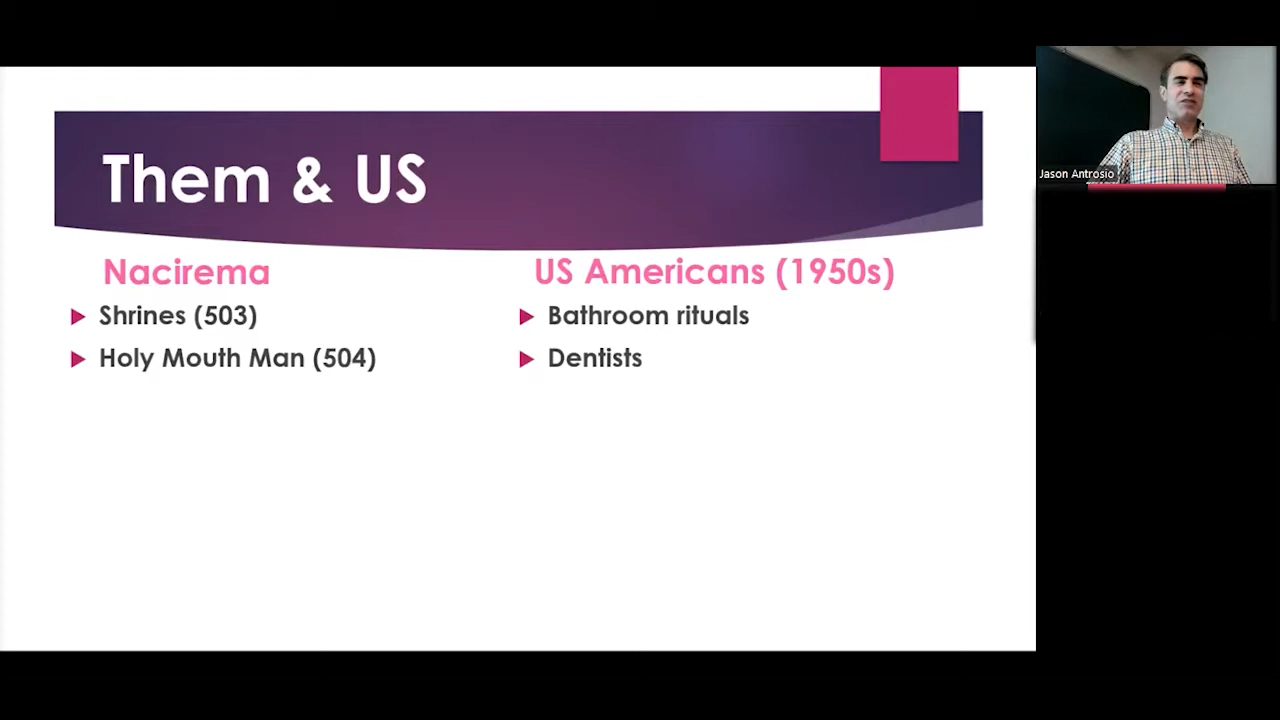 Them & US
Nacirema
Shrines (503)
Holy Mouth Man (504)
US Americans (1950s)
Bathroom rituals
Dentists
Jason Antrosio